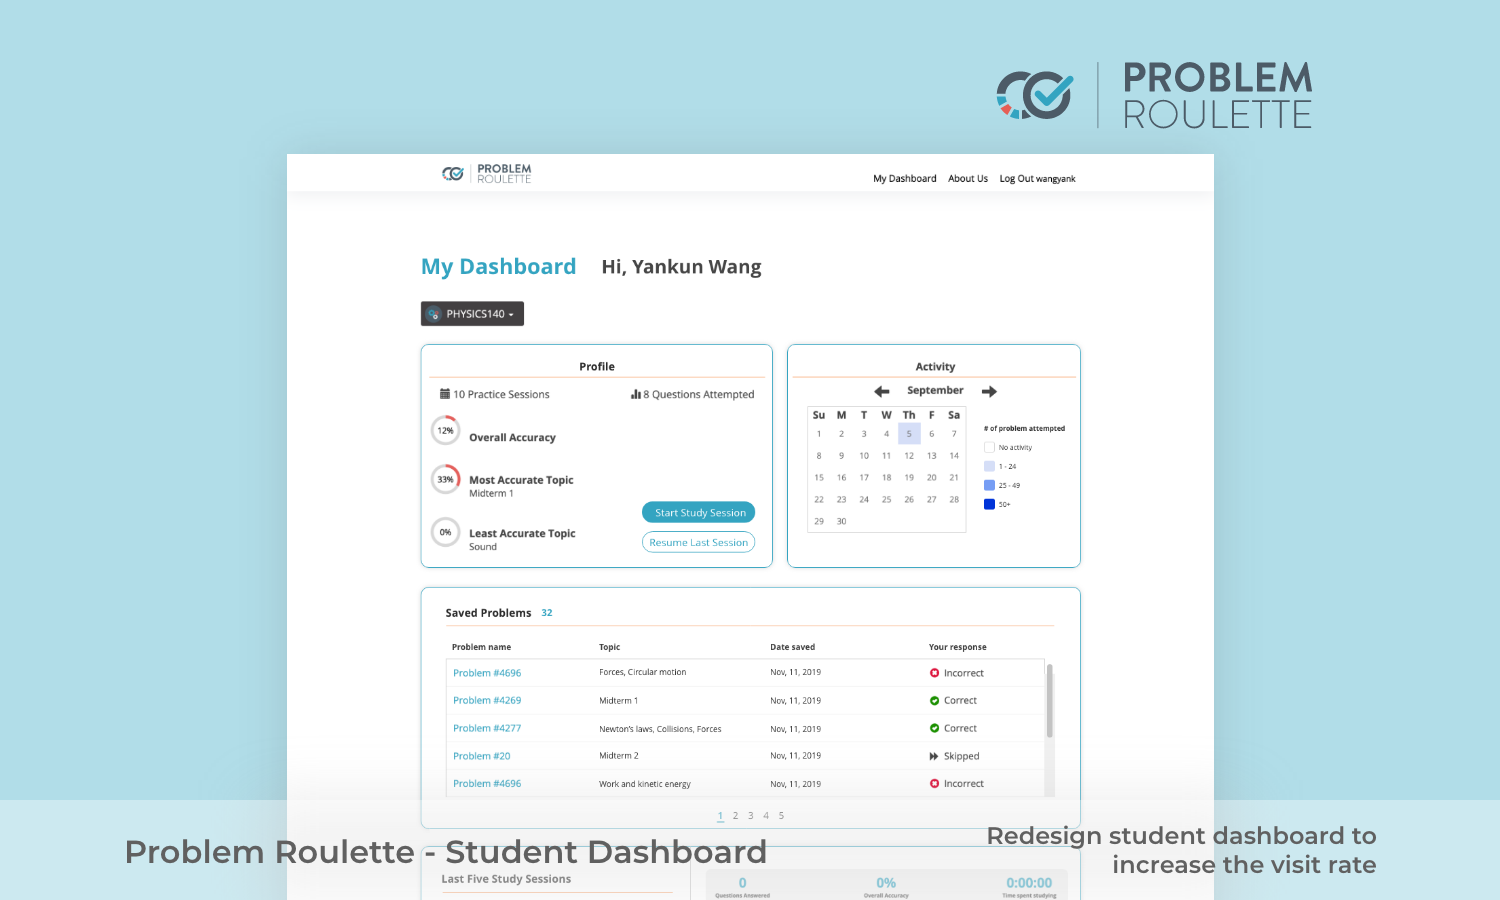 PROBLEM
ROULETTE
PROBLEM
ROULETTE
My Dashboard About Us Log Out wangyank
My Dashboard Hi, Yankun Wang
PHYSICS140
Profile
10 Practice Sessions 8 Questions Attempted
12% Overall Accuracy
33% Most Accurate Topic
Midterm 1
0% Least Accurate Topic
Sound
Start Study Session
Resume Last Session
Activity
September
Su M T W Th F Sa
1 2 3 4 5 6 7
8 9 10 11 12 13 14
15 16 17 18 19 20 21
22 23 24 25 26 27 28
29 30
# of problem attempted
No activity
1 - 24
25 - 49
50+
Saved Problems 32
Problem name Topic Date saved Your response
Problem #4696 Forces, Circular motion Nov, 11, 2019 Incorrect
Problem #4269 Midterm 1 Nov, 11, 2019 Correct
Problem #4277 Newton's laws, Collisions, Forces Nov, 11, 2019 Correct
Problem #20 Midterm 2 Nov, 11, 2019 Skipped
Problem #4696 Work and kinetic energy Nov, 11, 2019 Incorrect
1 2 3 4 5
Problem Roulette - Student Dashboard
Redesign student dashboard to
increase the visit rate
Last Five Study Sessions
0 0% 0:00:00
Questions Answered Overall Accuracy Time spent studying